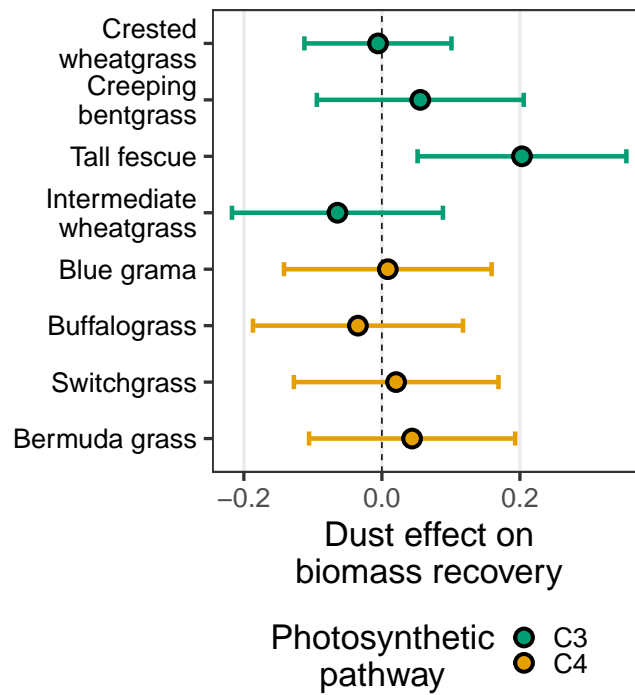 Crested
wheatgrass
Creeping
bentgrass
Tall fescue
Intermediate
wheatgrass
Blue grama
Buffalograss
Switchgrass
Bermuda grass
−0.2 0.0 0.2
Dust effect on
biomass recovery
Photosynthetic
pathway
C3
C4